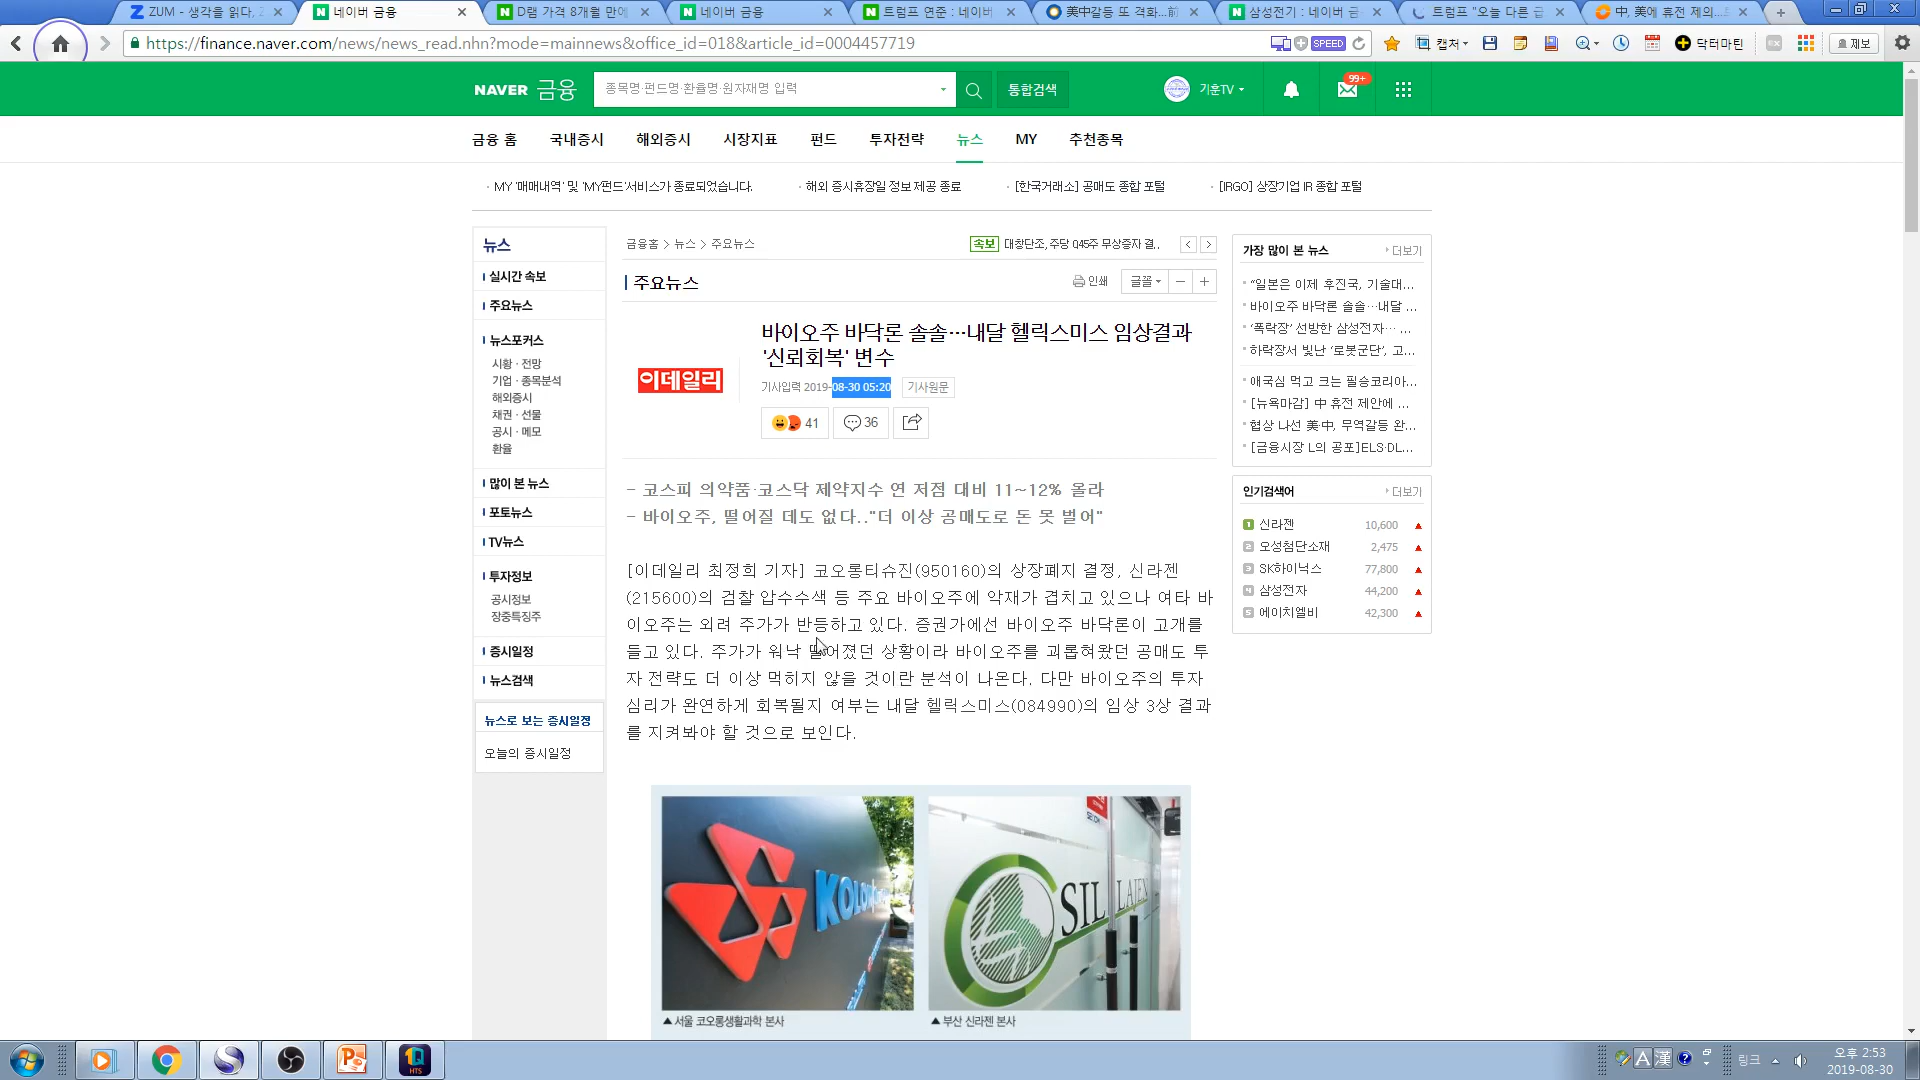 ZUM - 생각을 읽다, Z
네이버 금융
D램 가격 8개월 만에
네이버 금융
트럼프 연준 : 네이버
美中갈등 또 격화...前
삼성전기 : 네이버 금
트럼프 "오늘 다른 급
中, 美에 휴전 제의...
https://finance.naver.com/news/news_read.nhn?mode=mainnews&office_id=018&article_id=0004457719
SPEED
캡처
닥터마틴
제보
NAVER 금융
종목명·펀드명·환율명·원자재명 입력
통합검색
기훈TV
99+
금융 홈 국내증시 해외증시 시장지표 펀드 투자전략 뉴스 MY 추천종목
· MY '매매내역' 및 'MY펀드'서비스가 종료되었습니다.
· 해외 증시휴장일 정보 제공 종료
· [한국거래소] 공매도 종합 포털
· [IRGO] 상장기업 IR 종합 포털
뉴스
실시간 속보
주요뉴스
뉴스포커스
시황 · 전망
기업 · 종목분석
해외증시
채권 · 선물
공시 · 메모
환율
많이 본 뉴스
포토뉴스
TV뉴스
투자정보
공시정보
장중특징주
증시일정
뉴스검색
뉴스로 보는 증시일정
오늘의 증시일정
금융홈 > 뉴스 > 주요뉴스
속보 대창단조, 주당 0.45주 무상증자 결..
주요뉴스
인쇄
글꼴
이데일리
바이오주 바닥론 솔솔…내달 헬릭스미스 임상결과
'신뢰회복' 변수
기사입력 2019-08-30 05:20
기사원문
41
36
- 코스피 의약품·코스닥 제약지수 연 저점 대비 11~12% 올라
- 바이오주, 떨어질 데도 없다.."더 이상 공매도로 돈 못 벌어"
[이데일리 최정희 기자] 코오롱티슈진(950160)의 상장폐지 결정, 신라젠
(215600)의 검찰 압수수색 등 주요 바이오주에 악재가 겹치고 있으나 여타 바
이오주는 외려 주가가 반등하고 있다. 증권가에선 바이오주 바닥론이 고개를
들고 있다. 주가가 워낙 떨어졌던 상황이라 바이오주를 괴롭혀왔던 공매도 투
자 전략도 더 이상 먹히지 않을 것이란 분석이 나온다. 다만 바이오주의 투자
심리가 완연하게 회복될지 여부는 내달 헬릭스미스(084990)의 임상 3상 결과
를 지켜봐야 할 것으로 보인다.
KOLO
SILLAJEN
▲서울 코오롱생활과학 본사
▲부산 신라젠 본사
가장 많이 본 뉴스
더보기
"일본은 이제 후진국, 기술대...
바이오주 바닥론 솔솔…내달 ...
'폭락장' 선방한 삼성전자… ...
하락장서 빛난 '로봇군단', 고...
애국심 먹고 크는 필승코리아...
[뉴욕마감] 中 휴전 제안에 ...
협상 나선 美·中, 무역갈등 완...
[금융시장 L의 공포]ELS·DL...
인기검색어
더보기
1 신라젠 10,600 ▲
2 오성첨단소재 2,475 ▲
3 SK하이닉스 77,800 ▲
4 삼성전자 44,200 ▲
5 에이치엘비 42,300 ▲
1Q
HTS
A
漢
링크
오후 2:53
2019-08-30